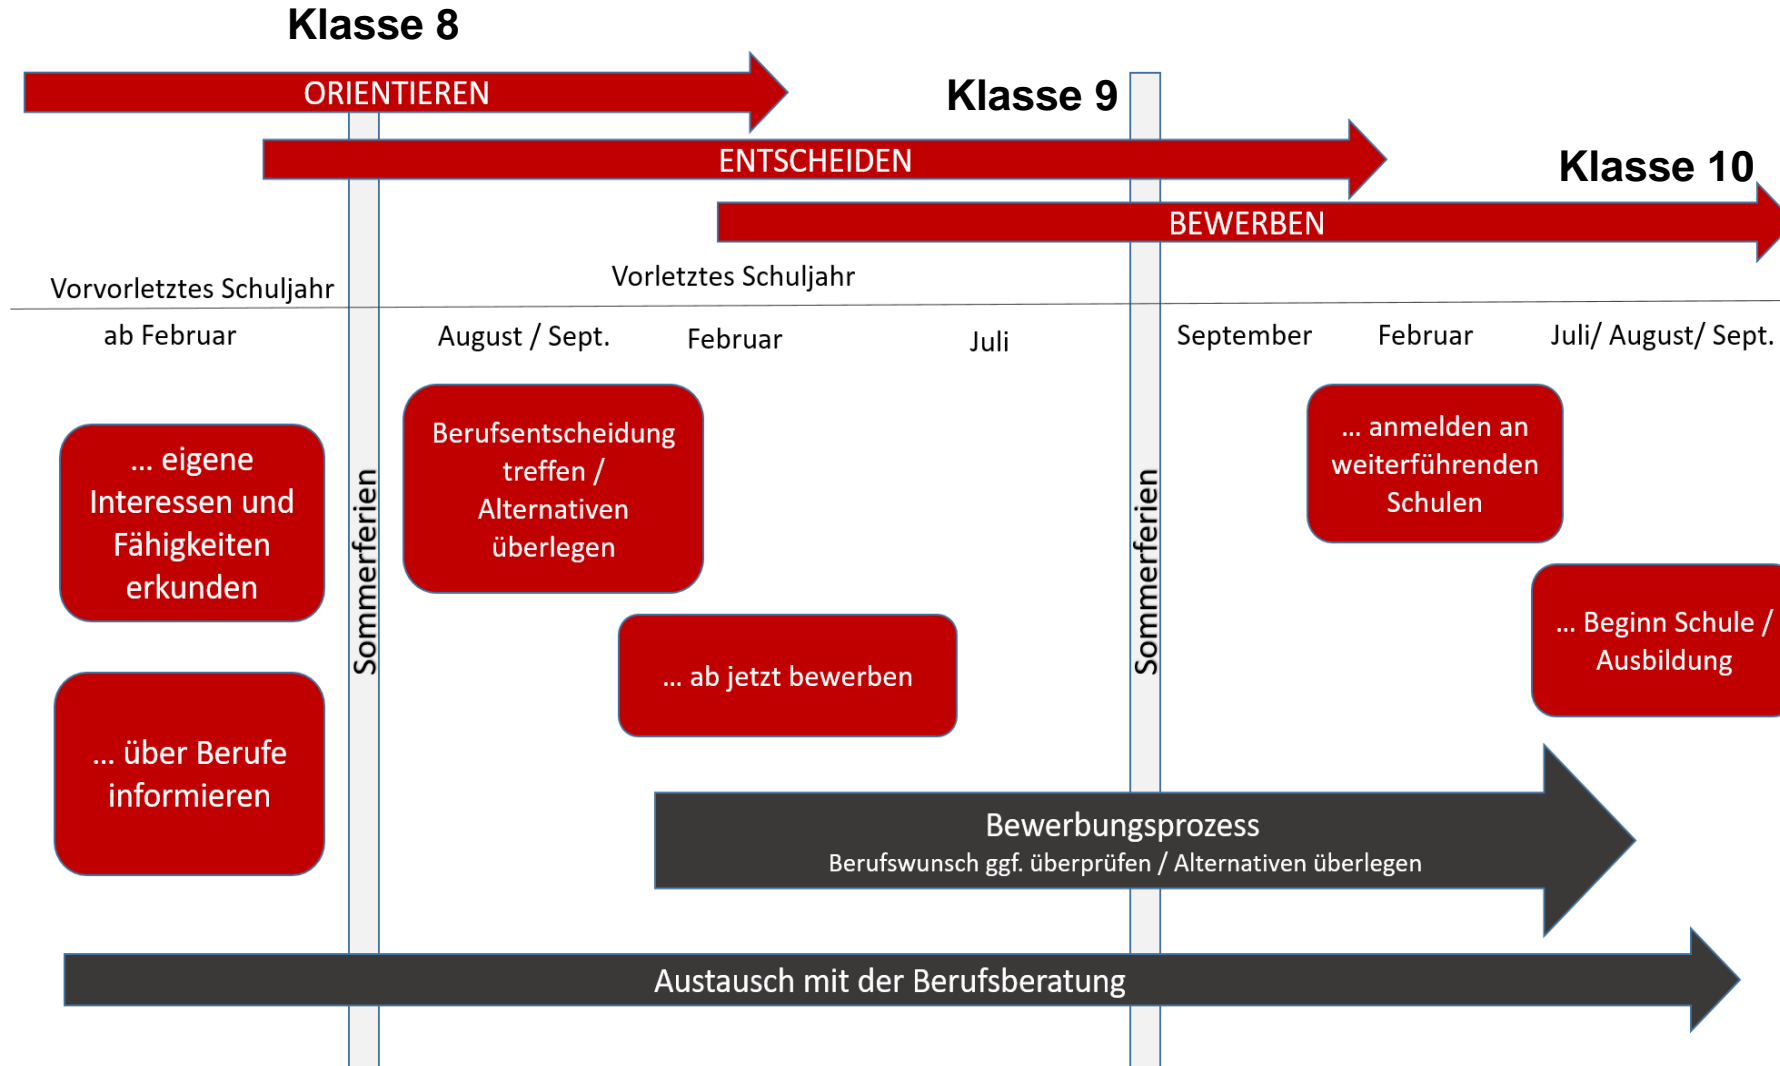 Klasse 8
ORIENTIEREN
Klasse 9
ENTSCHEIDEN
Klasse 10
BEWERBEN
Vorvorletztes Schuljahr
Vorletztes Schuljahr
ab Februar
August / Sept.
Februar
Juli
September
Februar
Juli/ August/ Sept.
... eigene
Interessen und
Fähigkeiten
erkunden
... über Berufe
informieren
Sommerferien
Berufsentscheidung
treffen /
Alternativen
überlegen
... ab jetzt bewerben
Sommerferien
... anmelden an
weiterführenden
Schulen
... Beginn Schule /
Ausbildung
Bewerbungsprozess
Berufswunsch ggf. überprüfen / Alternativen überlegen
Austausch mit der Berufsberatung